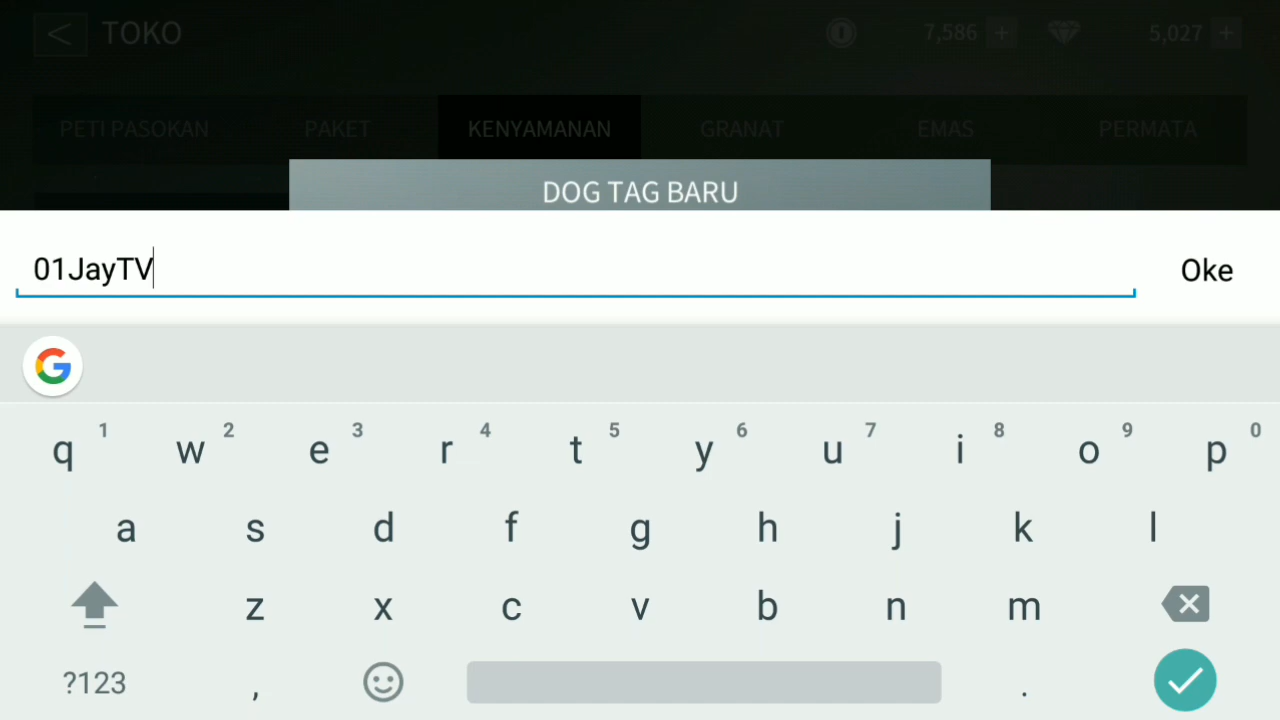 TOKO
7,586
5,027
PETI PASOKAN PAKET KENYAMANAN GRANAT EMAS PERMATA
DOG TAG BARU
01JayTV
Oke
q 1 w 2 e 3 r 4 t 5 y 6 u 7 i 8 o 9 p 0
a s d f g h j k l
z x c v b n m
?123 , .